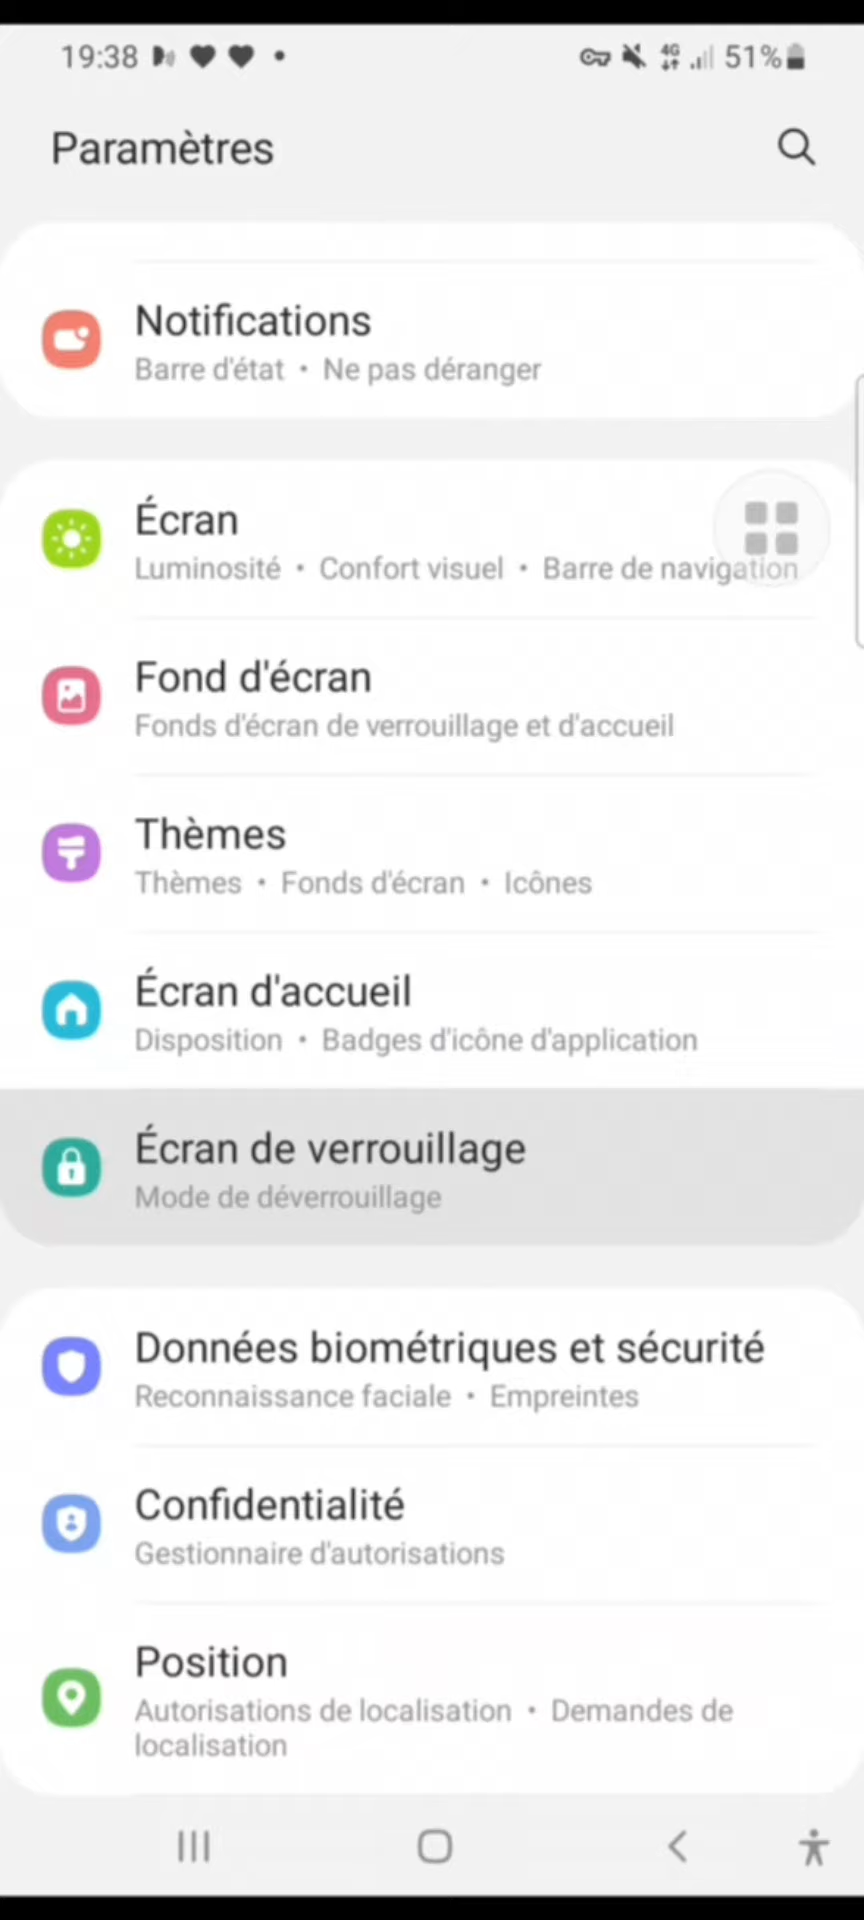 19:38
4G 51%
Paramètres
Notifications
Barre d'état • Ne pas déranger
Écran
Luminosité • Confort visuel • Barre de navigation
Fond d'écran
Fonds d'écran de verrouillage et d'accueil
Thèmes
Thèmes • Fonds d'écran • Icônes
Écran d'accueil
Disposition • Badges d'icône d'application
Écran de verrouillage
Mode de déverrouillage
Données biométriques et sécurité
Reconnaissance faciale • Empreintes
Confidentialité
Gestionnaire d'autorisations
Position
Autorisations de localisation • Demandes de
localisation